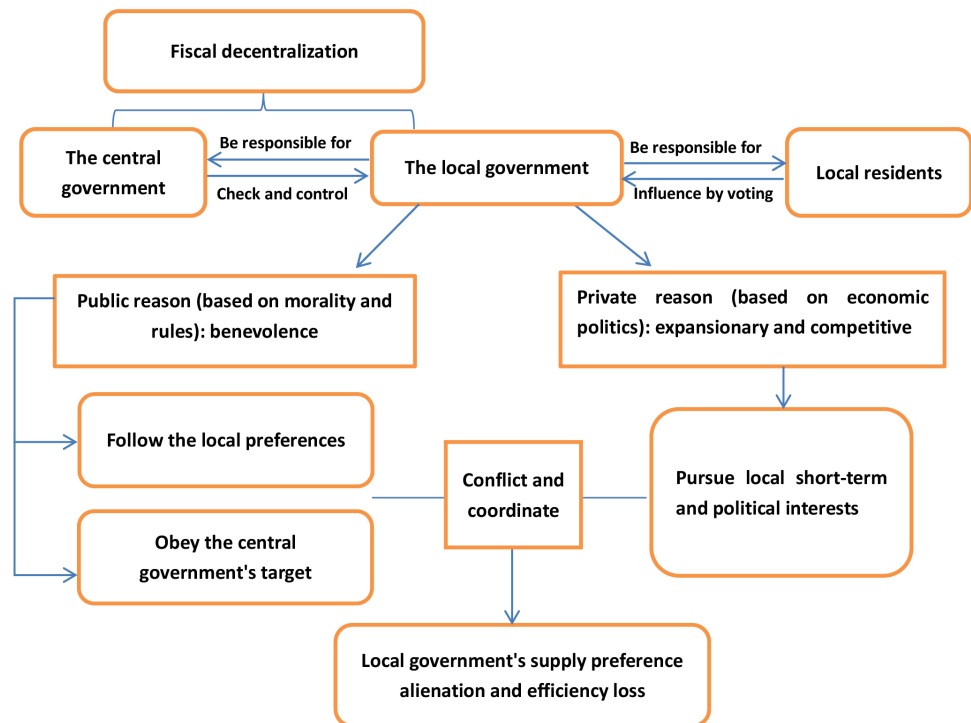 Fiscal decentralization
The central
government
Be responsible for
Check and control
The local government
Be responsible for
Influence by voting
Local residents
Public reason (based on morality and
rules): benevolence
Private reason (based on economic
politics): expansionary and competitive
Follow the local preferences
Obey the central
government's target
Conflict and
coordinate
Pursue local short-term
and political interests
Local government's supply preference
alienation and efficiency loss